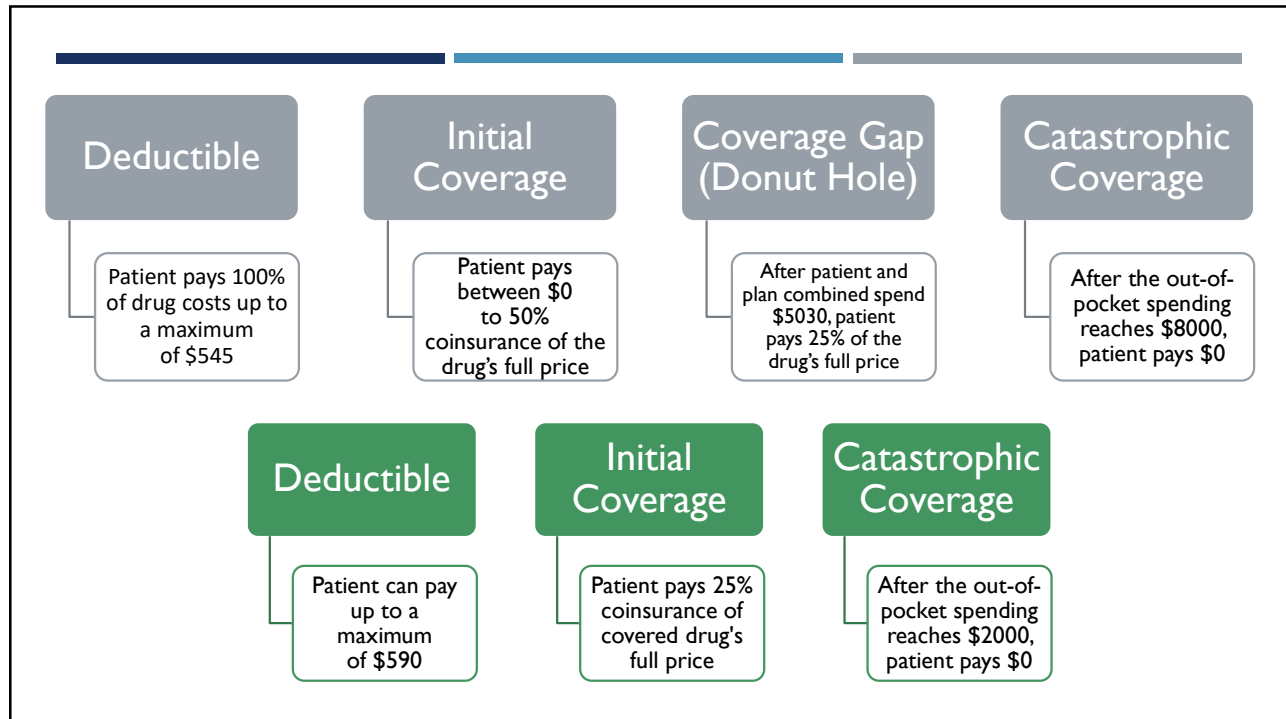 Deductible
Patient pays 100%
of drug costs up to
a maximum
of $545
Initial
Coverage
Patient pays
between $0
to 50%
coinsurance of the
drug's full price
Coverage Gap
(Donut Hole)
After patient and
plan combined spend
$5030, patient
pays 25% of the
drug's full price
Catastrophic
Coverage
After the out-of-
pocket spending
reaches $8000,
patient pays $0
Deductible
Patient can pay
up to a
maximum
of $590
Initial
Coverage
Patient pays 25%
coinsurance of
covered drug's
full price
Catastrophic
Coverage
After the out-of-
pocket spending
reaches $2000,
patient pays $0